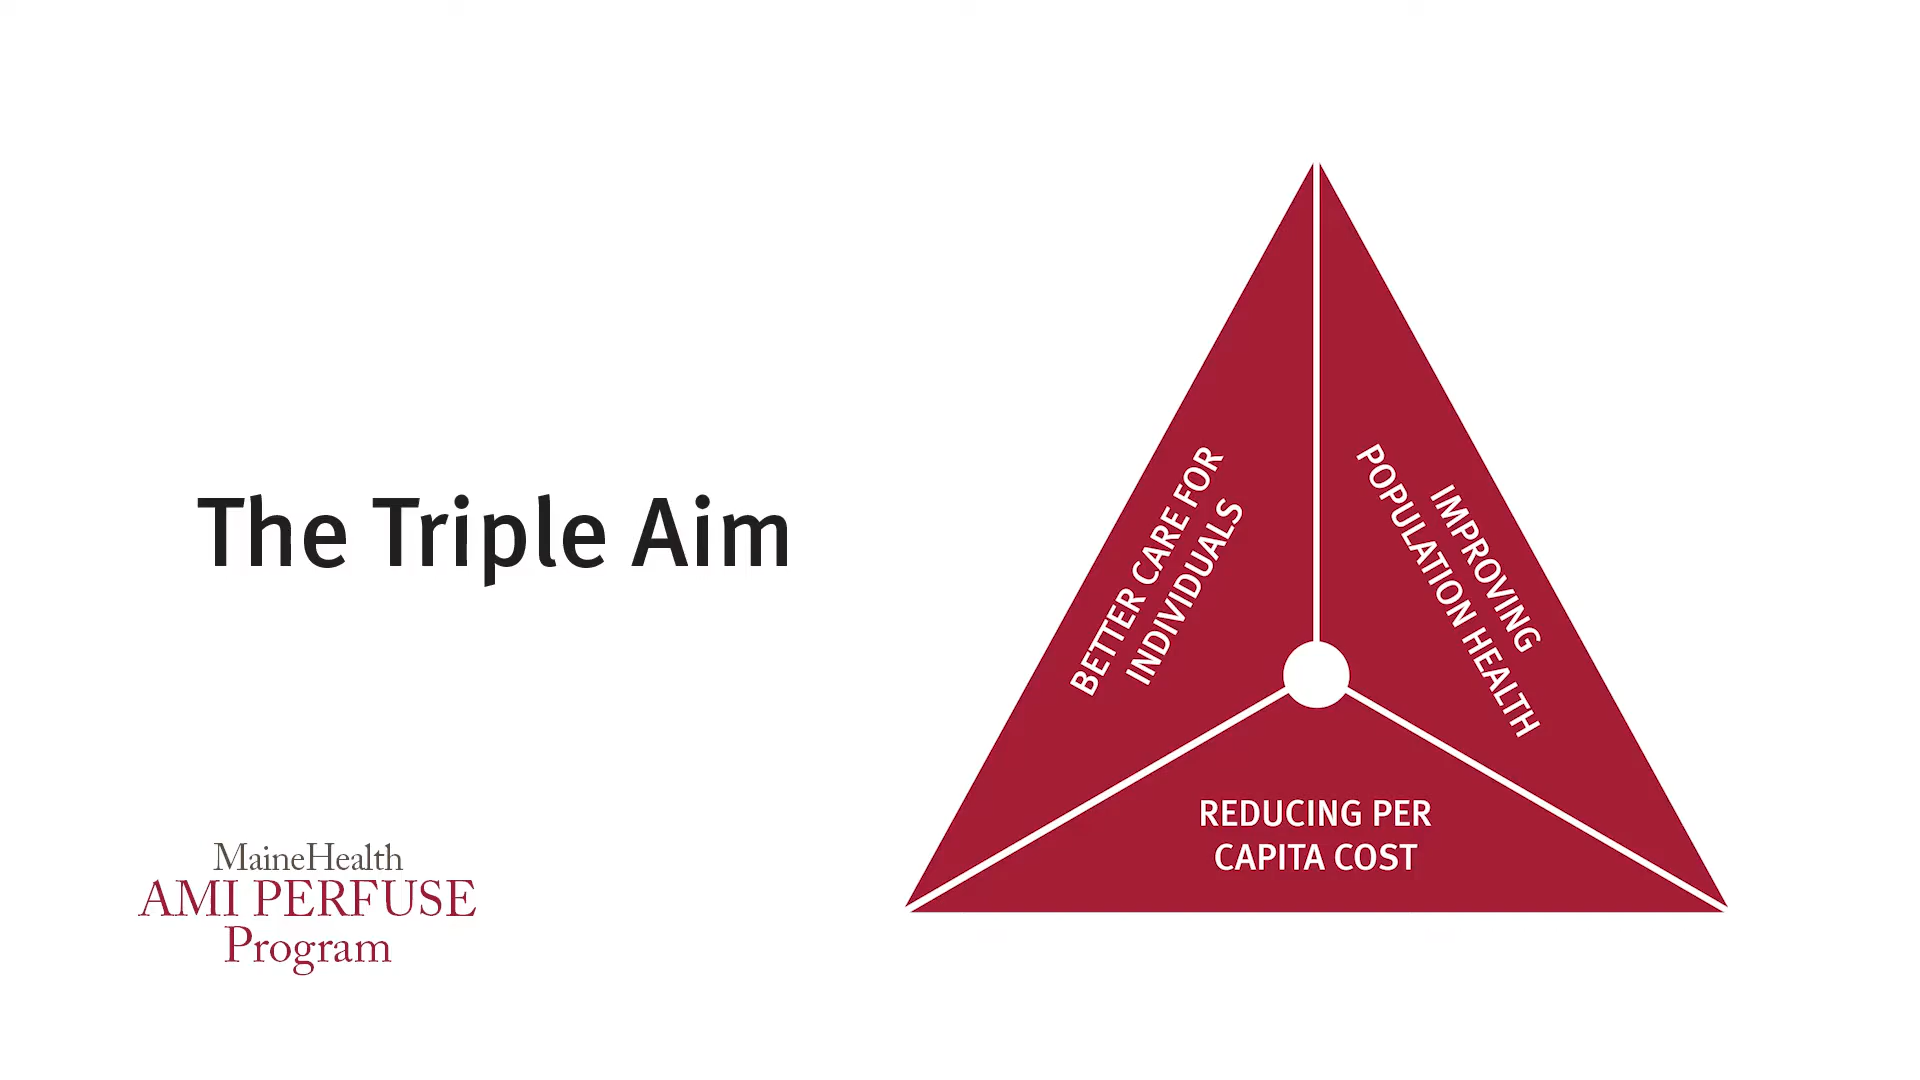 The Triple Aim
BETTER CARE FOR
INDIVIDUALS
IMPROVING
POPULATION HEALTH
REDUCING PER
CAPITA COST
MaineHealth
AMI PERFUSE
Program